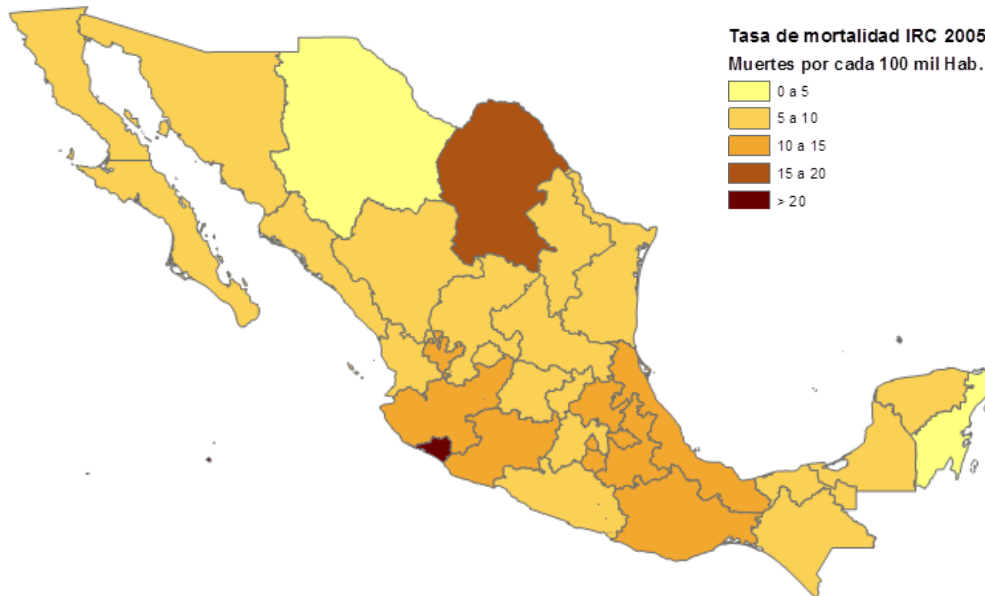 Tasa de mortalidad IRC 2005
Muertes por cada 100 mil Hab.
0 a 5
5 a 10
10 a 15
15 a 20
> 20